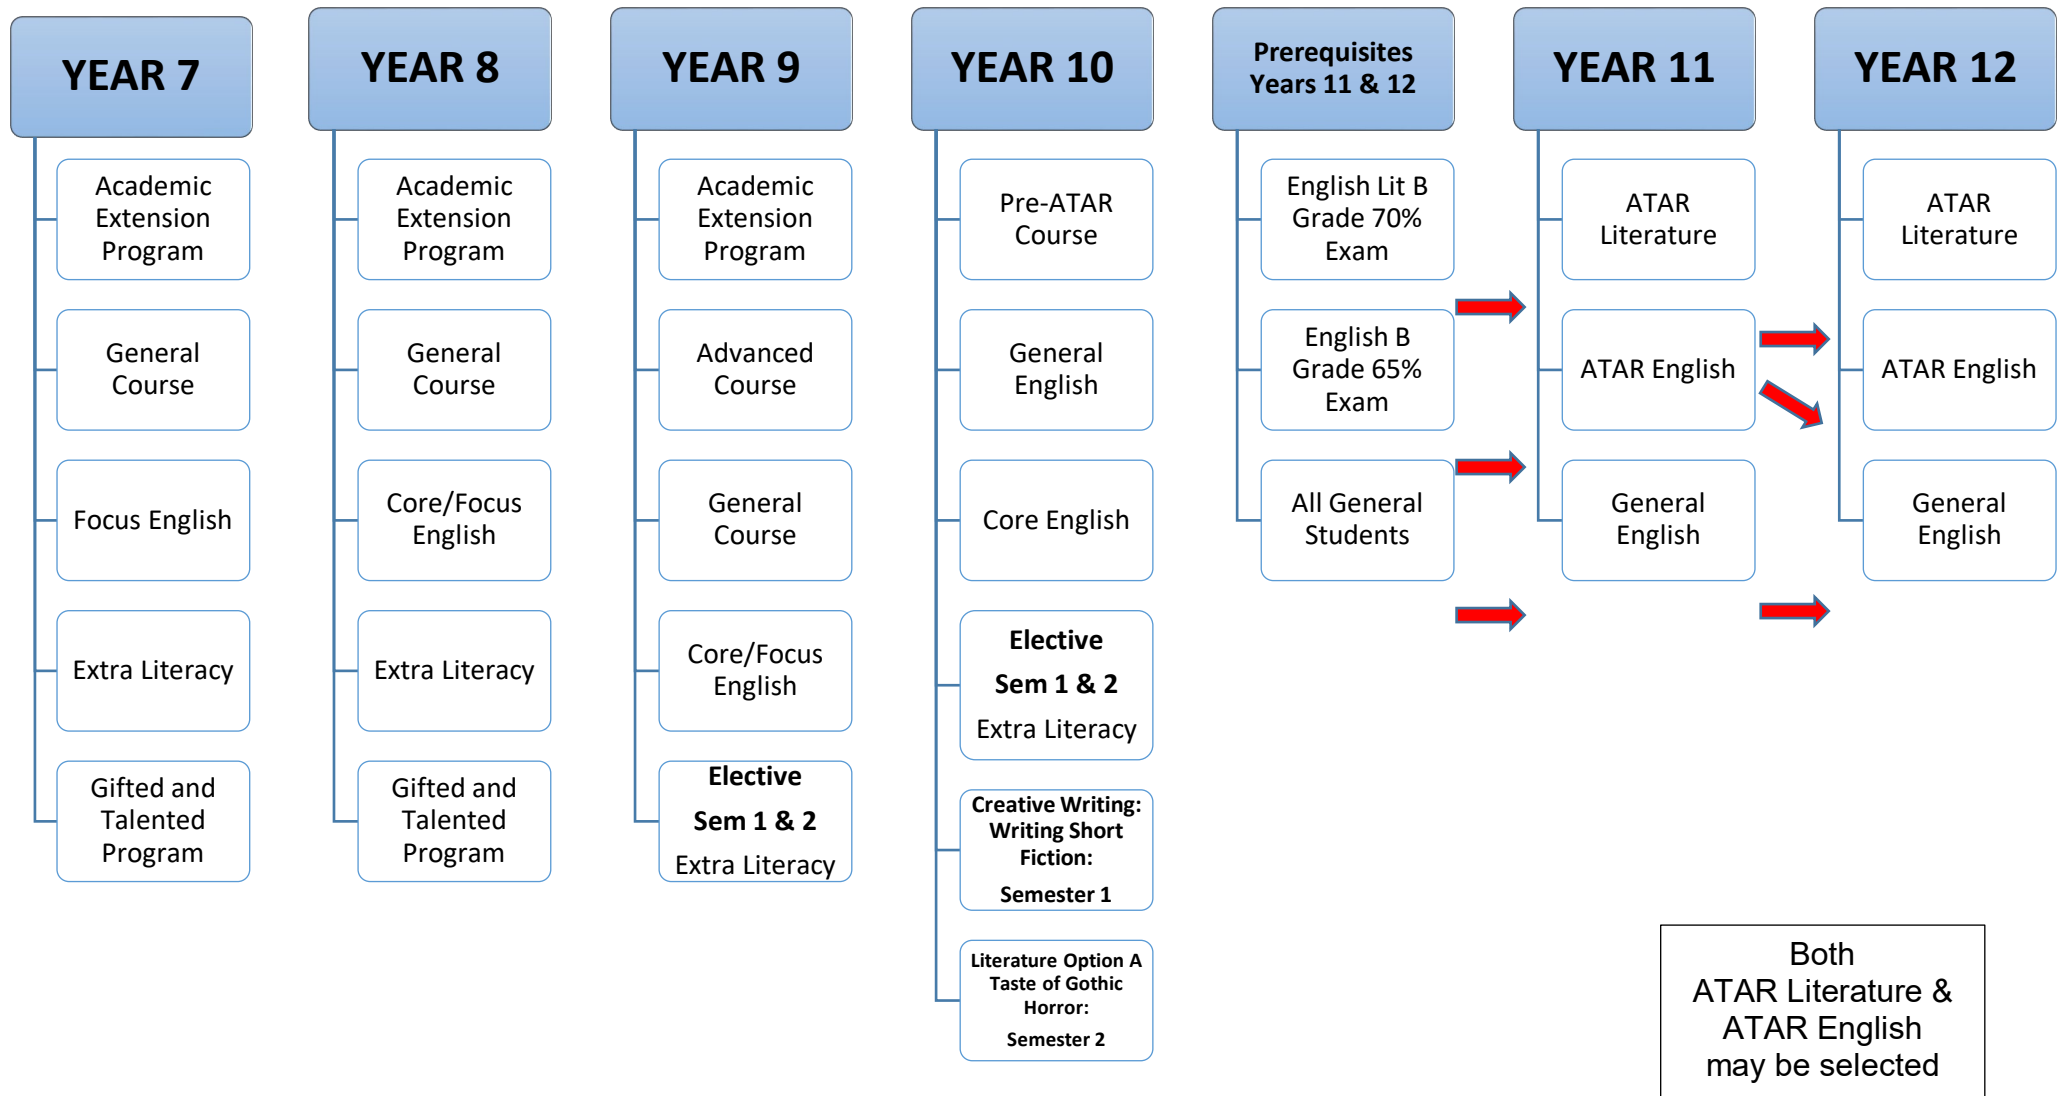 YEAR 7
Academic
Extension
Program
General
Course
Focus English
Extra Literacy
Gifted and
Talented
Program
YEAR 8
Academic
Extension
Program
General
Course
Core/Focus
English
Extra Literacy
Gifted and
Talented
Program
YEAR 9
Academic
Extension
Program
Advanced
Course
General
Course
Core/Focus
English
Elective
Sem 1 & 2
Extra Literacy
YEAR 10
Pre-ATAR
Course
General
English
Core English
Elective
Sem 1 & 2
Extra Literacy
Creative Writing:
Writing Short
Fiction:
Semester 1
Literature Option A
Taste of Gothic
Horror:
Semester 2
Prerequisites
Years 11 & 12
English Lit B
Grade 70%
Exam
English B
Grade 65%
Exam
All General
Students
YEAR 11
ATAR
Literature
ATAR English
General
English
YEAR 12
ATAR
Literature
ATAR English
General
English
Both
ATAR Literature &
ATAR English
may be selected